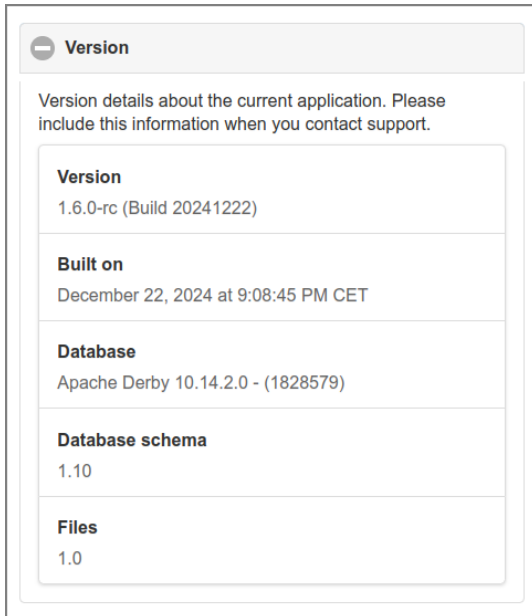 Version
Version details about the current application. Please
include this information when you contact support.
Version
1.6.0-rc (Build 20241222)
Built on
December 22, 2024 at 9:08:45 PM CET
Database
Apache Derby 10.14.2.0 - (1828579)
Database schema
1.10
Files
1.0